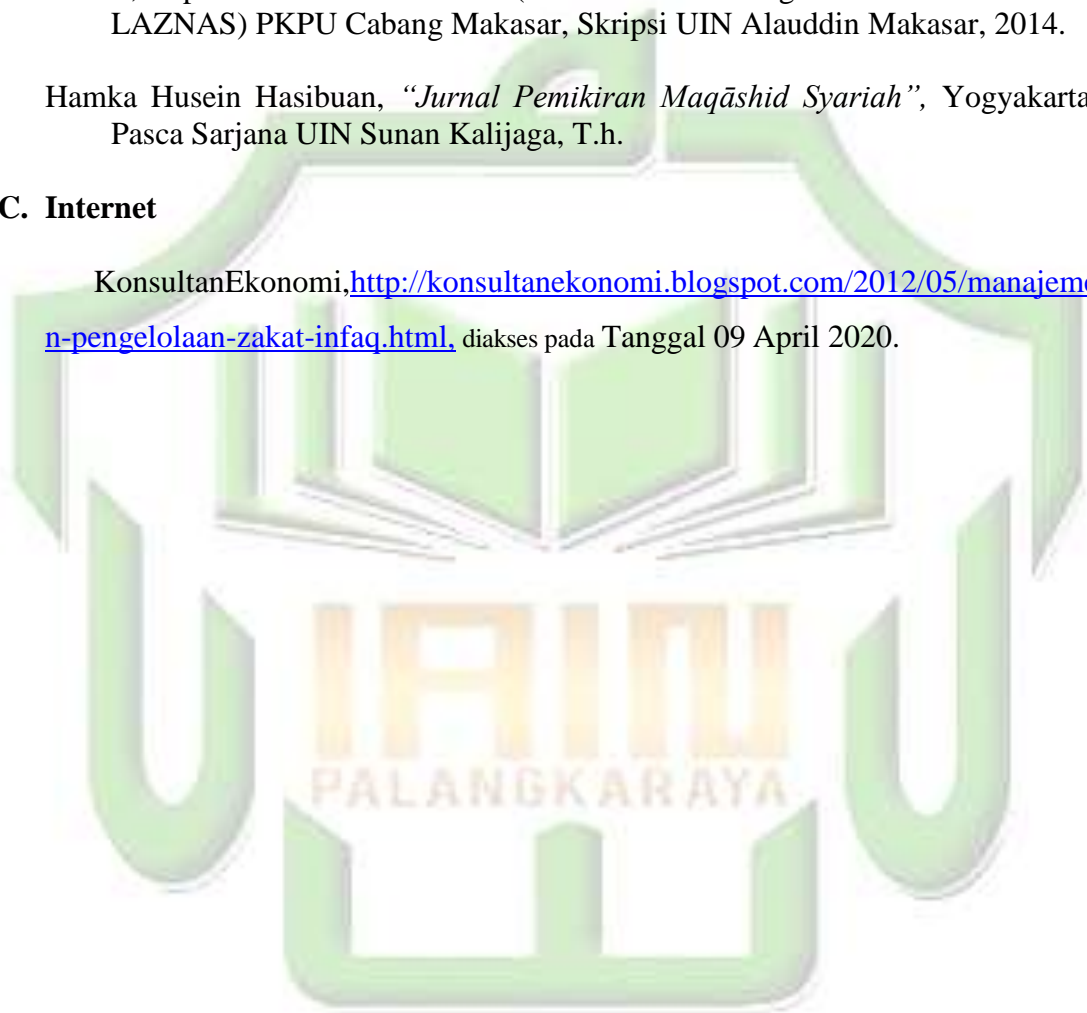 LAZNAS) PKPU Cabang Makasar, Skripsi UIN Alauddin Makasar, 2014.
Hamka Husein Hasibuan, “Jurnal Pemikiran Maqāshid Syariah”, Yogyakarta
Pasca Sarjana UIN Sunan Kalijaga, T.h.
C. Internet
KonsultanEkonomi,http://konsultanekonomi.blogspot.com/2012/05/manajeme
n-pengelolaan-zakat-infaq.html, diakses pada Tanggal 09 April 2020.
IAIN
PALANGKARAYA